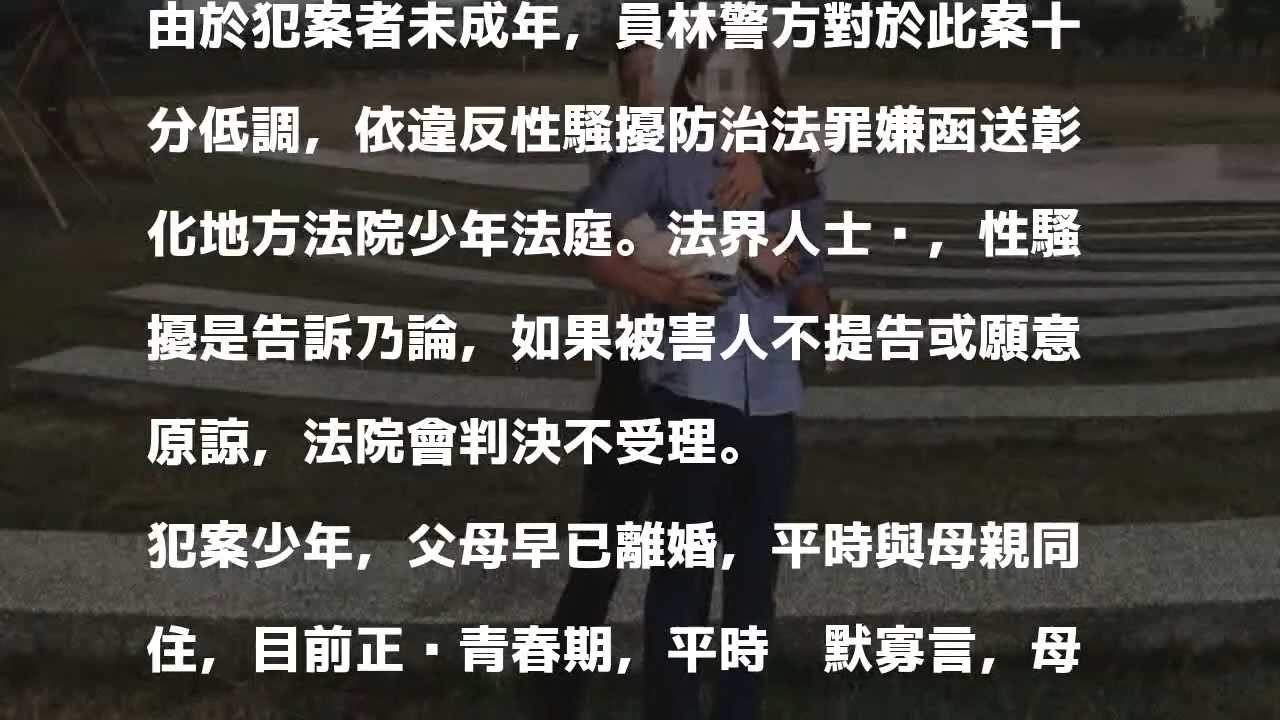 由於犯案者未成年，員林警方對於此案十
分低調，依違反性騷擾防治法罪嫌函送彰
化地方法院少年法庭。法界人士▪，性騷
擾是告訴乃論，如果被害人不提告或願意
原諒，法院會判決不受理。
犯案少年，父母早已離婚，平時與母親同
住，目前正▪青春期，平時　默寡言，母